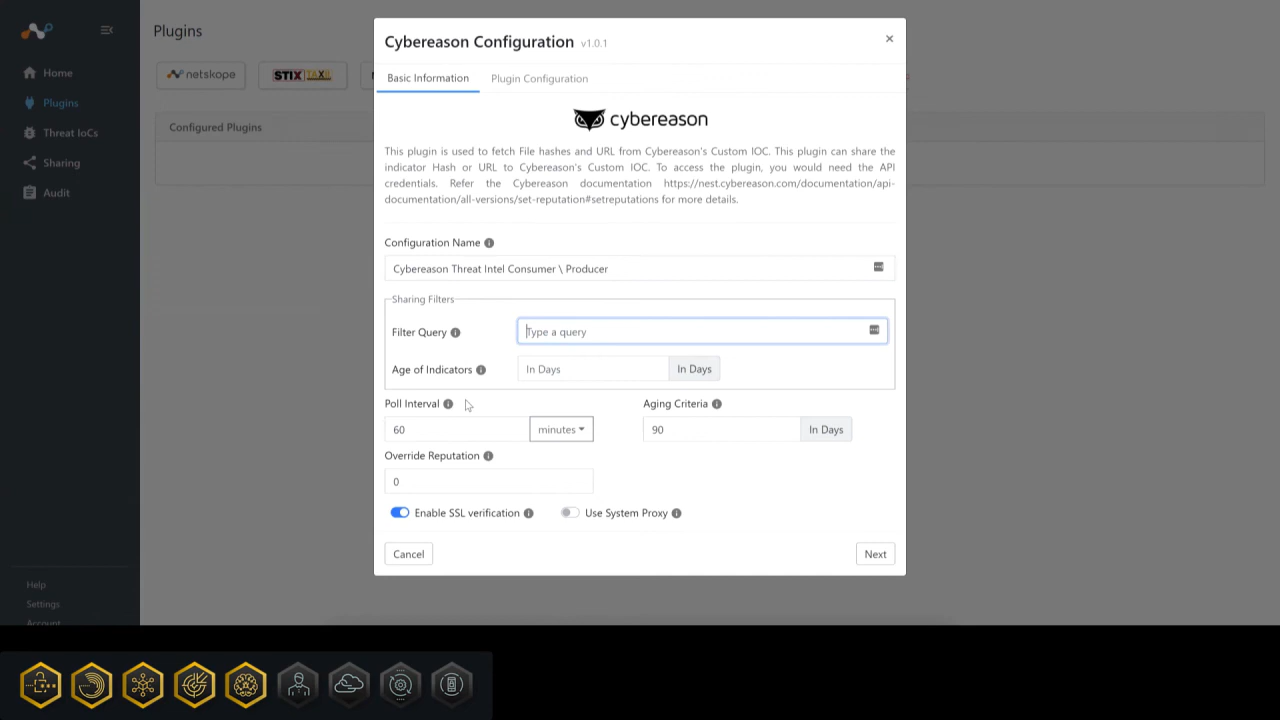 Plugins
Home
Plugins
Threat IoCs
Sharing
Audit
Help
Settings
Account
netskope
STIX TAXII
Configured Plugins
Cybereason Configuration v1.0.1
×
Basic Information
Plugin Configuration
cybereason
This plugin is used to fetch File hashes and URL from Cybereason's Custom IOC. This plugin can share the
indicator Hash or URL to Cybereason's Custom IOC. To access the plugin, you would need the API
credentials. Refer the Cybereason documentation https://nest.cybereason.com/documentation/api-
documentation/all-versions/set-reputation#setreputations for more details.
Configuration Name
Cybereason Threat Intel Consumer \ Producer
Sharing Filters
Filter Query
Type a query
Age of Indicators
In Days
In Days
Poll Interval
Aging Criteria
60
minutes
90
In Days
Override Reputation
0
Enable SSL verification
Use System Proxy
Cancel
Next